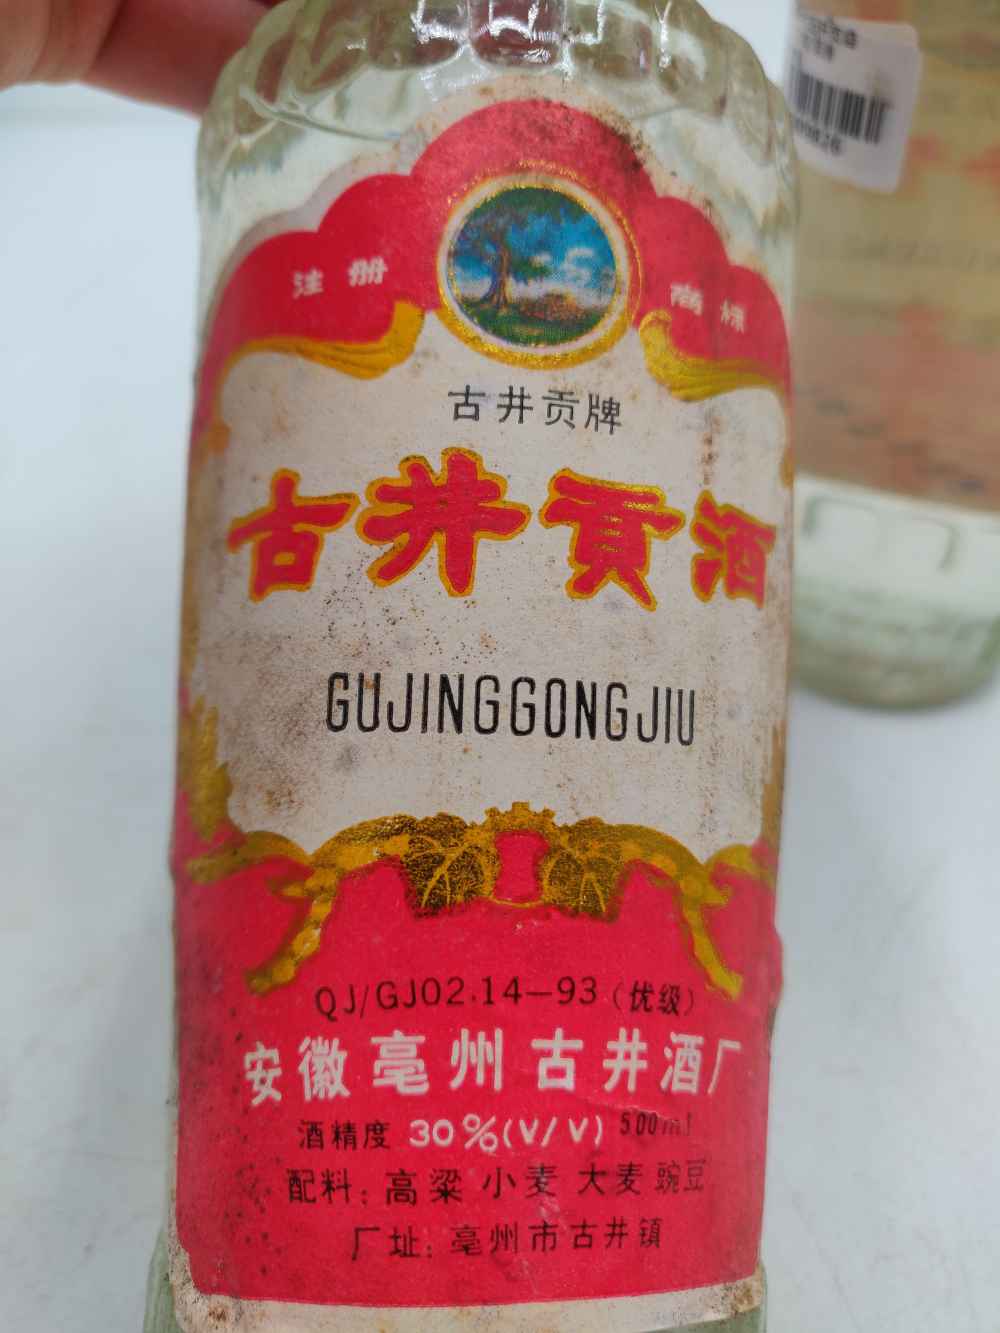 注册 商标
古井贡牌
古井贡酒
GUJINGGONGJIU
QJ/GJ02.14-93(优级)
安徽亳州古井酒厂
酒精度 30%(V/V) 500ml
配料:高粱 小麦 大麦 豌豆
厂址:亳州市古井镇